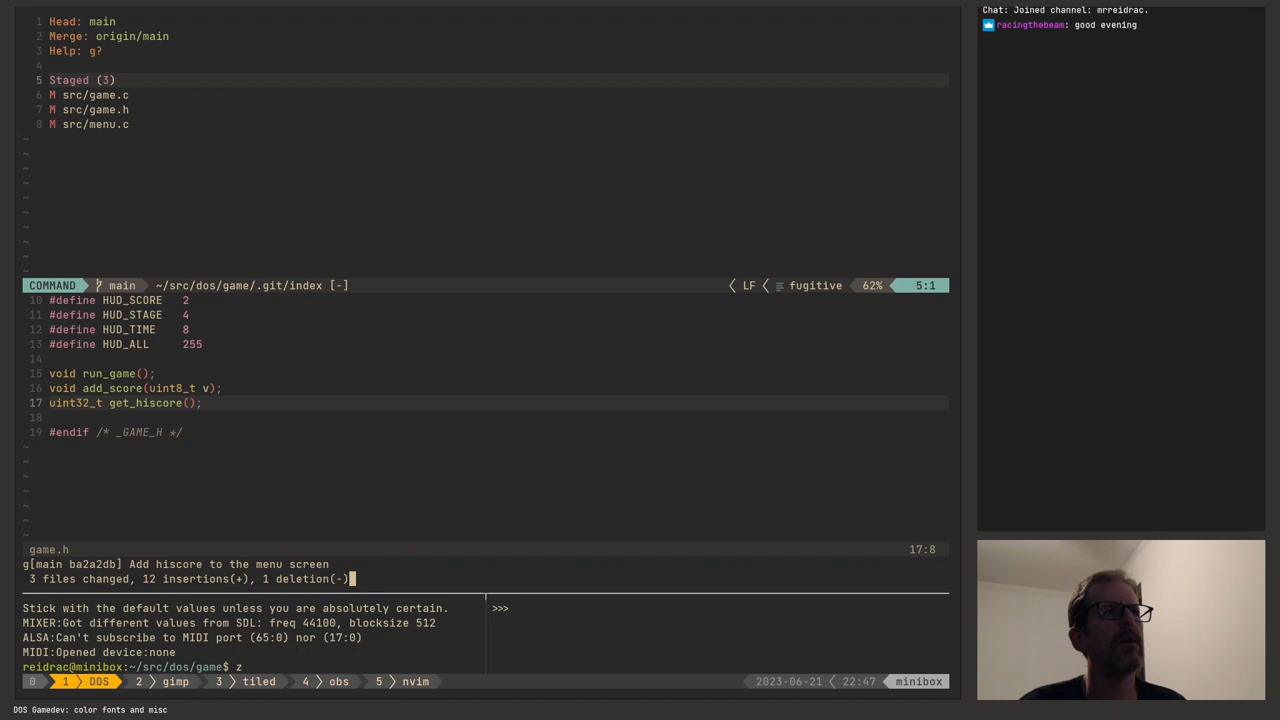 1 Head: main
2 Merge: origin/main
3 Help: g?
4
5 Staged (3)
6 M src/game.c
7 M src/game.h
8 M src/menu.c
~
~
~
~
~
~
~
~
~
~
COMMAND main ~/src/dos/game/.git/index [-] LF fugitive 62% 5:1
10 #define HUD_SCORE 2
11 #define HUD_STAGE 4
12 #define HUD_TIME 8
13 #define HUD_ALL 255
14
15 void run_game();
16 void add_score(uint8_t v);
17 uint32_t get_hiscore();
18
19 #endif /* _GAME_H */
~
~
~
~
~
~
~
game.h 17:8
g[main ba2a2db] Add hiscore to the menu screen
3 files changed, 12 insertions(+), 1 deletion(-)
Stick with the default values unless you are absolutely certain.
MIXER:Got different values from SDL: freq 44100, blocksize 512
ALSA:Can't subscribe to MIDI port (65:0) nor (17:0)
MIDI:Opened device:none
reidrac@minibox:~/src/dos/game$ z
>>>
0 1 DOS 2 gimp 3 tiled 4 obs 5 nvim 2023-06-21 22:47 minibox
DOS Gamedev: color fonts and misc
Chat: Joined channel: mrreidrac.
racingthebeam: good evening